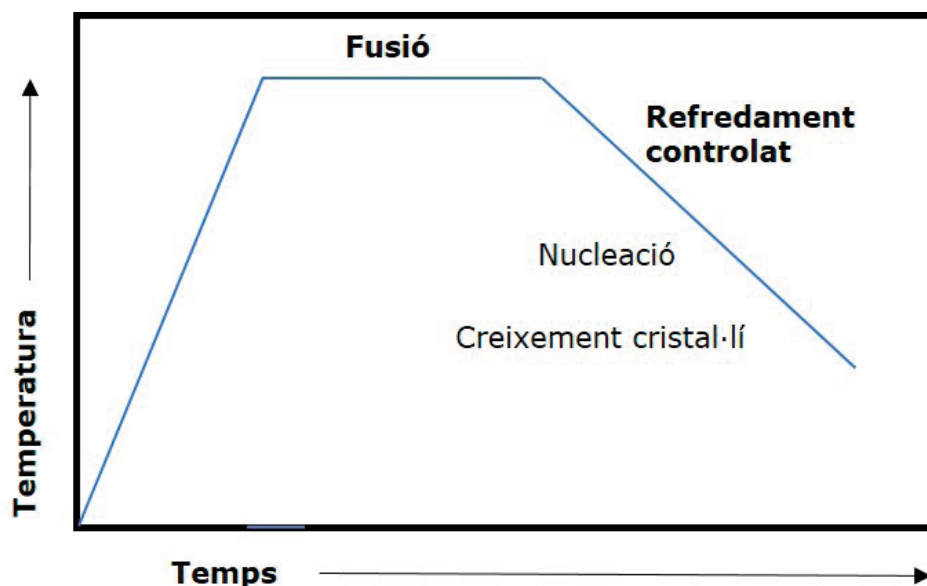 Fusió
Refredament
controlat
Nucleació
Creixement cristal·lí
Temperatura
Temps